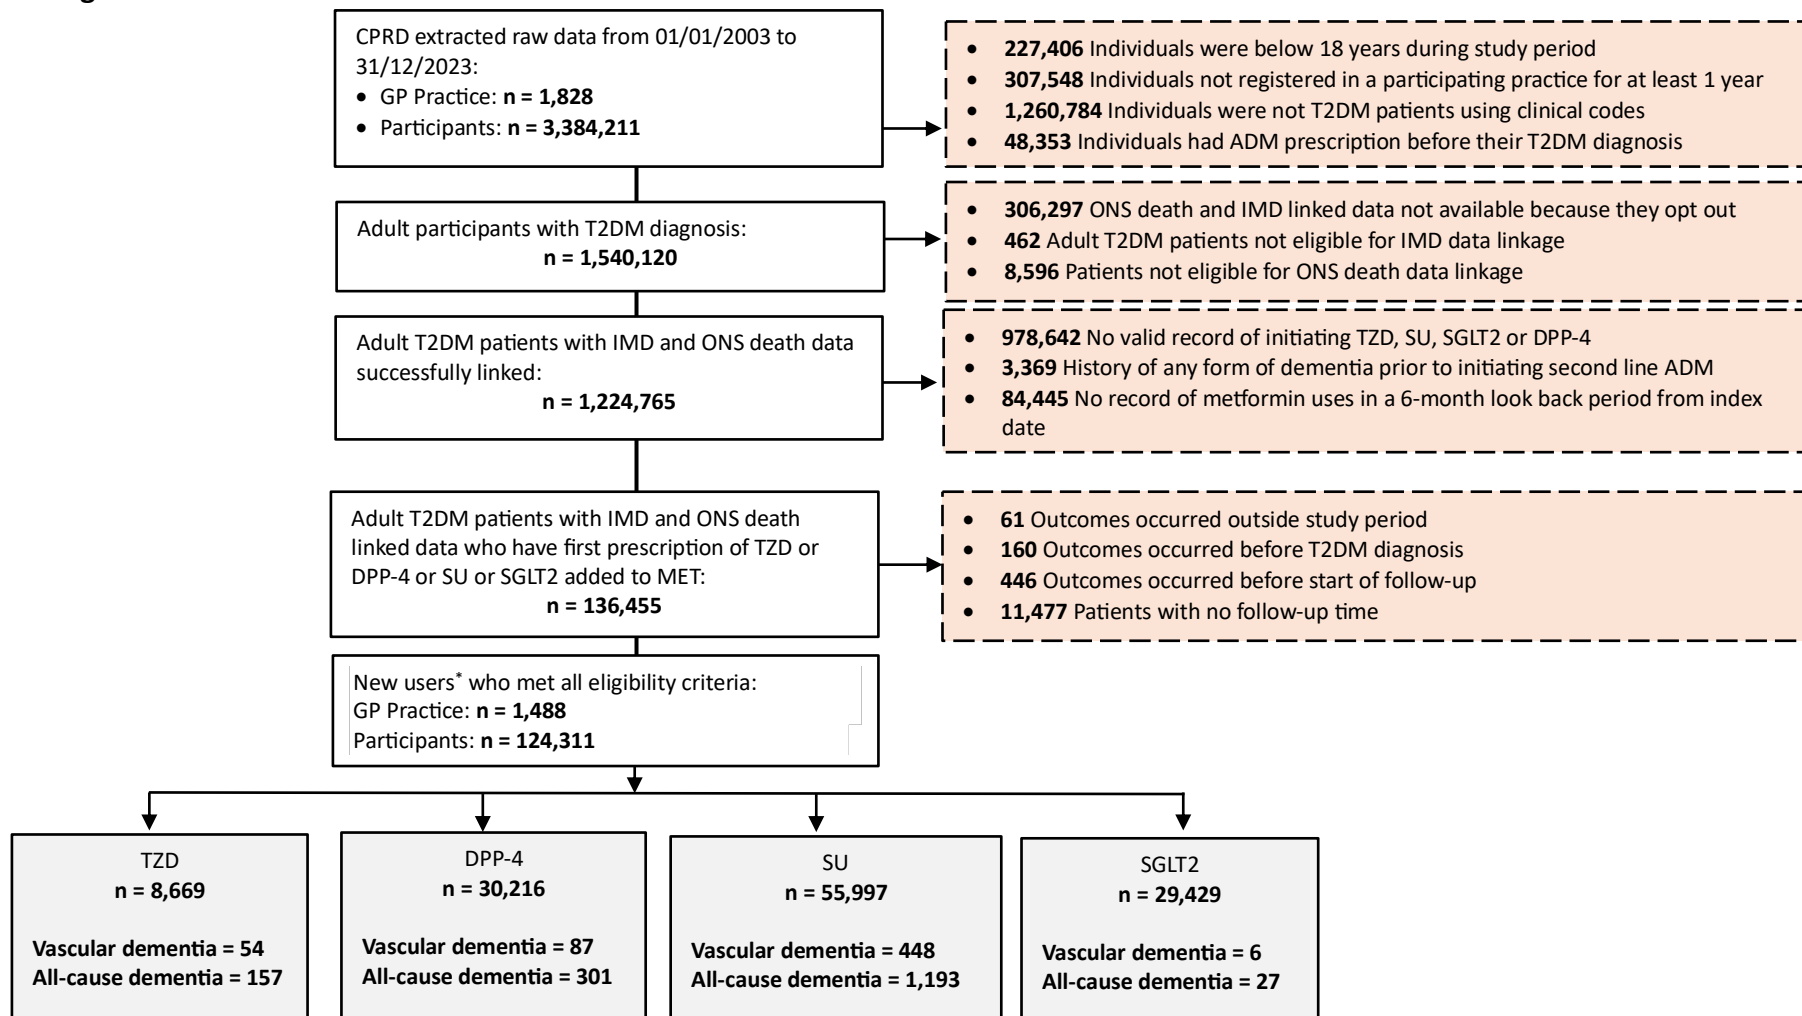 CPRD extracted raw data from 01/01/2003 to
31/12/2023:
• GP Practice: n = 1,828
• Participants: n = 3,384,211
• 227,406 Individuals were below 18 years during study period
• 307,548 Individuals not registered in a participating practice for at least 1 year
• 1,260,784 Individuals were not T2DM patients using clinical codes
• 48,353 Individuals had ADM prescription before their T2DM diagnosis
Adult participants with T2DM diagnosis:
n = 1,540,120
• 306,297 ONS death and IMD linked data not available because they opt out
• 462 Adult T2DM patients not eligible for IMD data linkage
• 8,596 Patients not eligible for ONS death data linkage
Adult T2DM patients with IMD and ONS death data
successfully linked:
n = 1,224,765
• 978,642 No valid record of initiating TZD, SU, SGLT2 or DPP-4
• 3,369 History of any form of dementia prior to initiating second line ADM
• 84,445 No record of metformin uses in a 6-month look back period from index
date
Adult T2DM patients with IMD and ONS death
linked data who have first prescription of TZD or
DPP-4 or SU or SGLT2 added to MET:
n = 136,455
• 61 Outcomes occurred outside study period
• 160 Outcomes occurred before T2DM diagnosis
• 446 Outcomes occurred before start of follow-up
• 11,477 Patients with no follow-up time
New users* who met all eligibility criteria:
GP Practice: n = 1,488
Participants: n = 124,311
TZD
n = 8,669
Vascular dementia = 54
All-cause dementia = 157
DPP-4
n = 30,216
Vascular dementia = 87
All-cause dementia = 301
SU
n = 55,997
Vascular dementia = 448
All-cause dementia = 1,193
SGLT2
n = 29,429
Vascular dementia = 6
All-cause dementia = 27